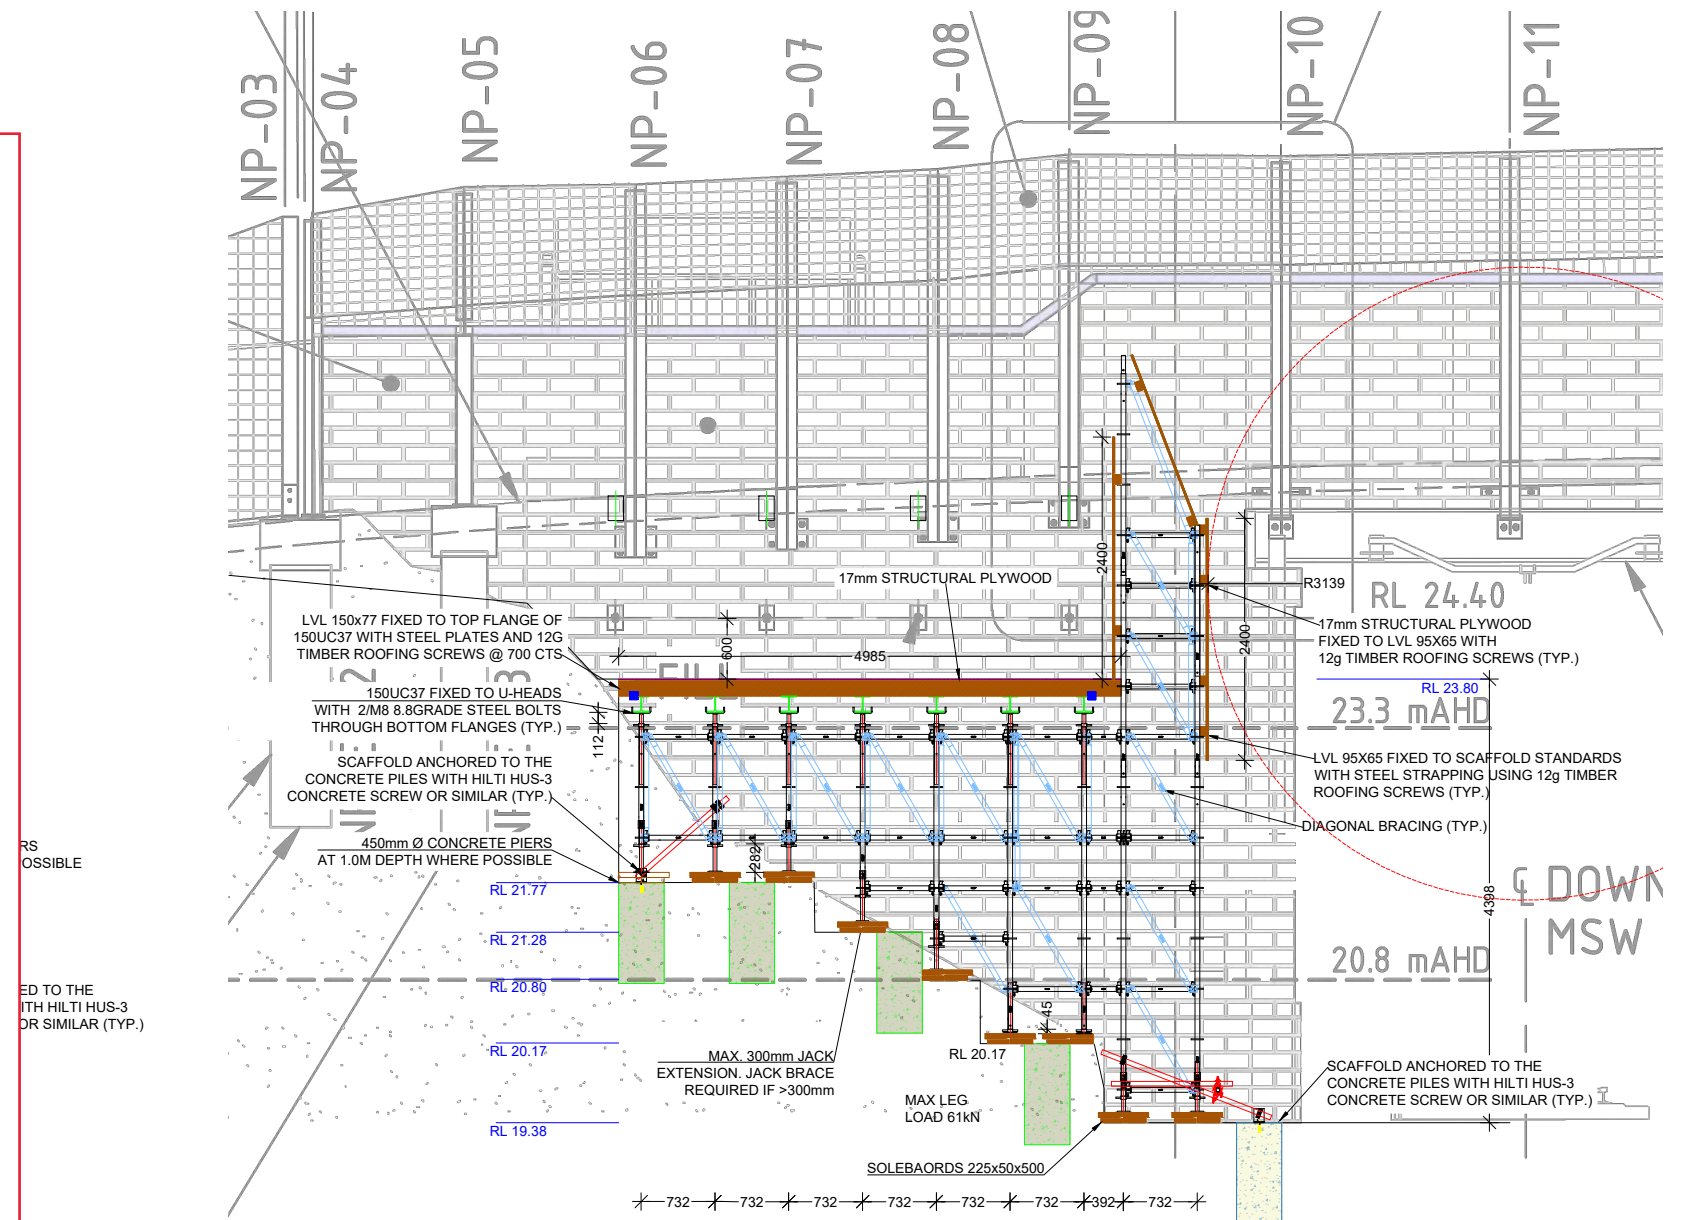 NP-03
NP-04
NP-05
NP-06
NP-07
NP-08
NP-09
NP-10
NP-11
17mm STRUCTURAL PLYWOOD
2400
R3139
RL 24.40
LVL 150x77 FIXED TO TOP FLANGE OF
150UC37 WITH STEEL PLATES AND 12G
TIMBER ROOFING SCREWS @ 700 CTS
600
4985
17mm STRUCTURAL PLYWOOD
FIXED TO LVL 95X65 WITH
12g TIMBER ROOFING SCREWS (TYP.)
2400
RL 23.80
23.3 mAHD
150UC37 FIXED TO U-HEADS
WITH 2/M8 8.8GRADE STEEL BOLTS
THROUGH BOTTOM FLANGES (TYP.)
112
SCAFFOLD ANCHORED TO THE
CONCRETE PILES WITH HILTI HUS-3
CONCRETE SCREW OR SIMILAR (TYP.)
LVL 95X65 FIXED TO SCAFFOLD STANDARDS
WITH STEEL STRAPPING USING 12g TIMBER
ROOFING SCREWS (TYP.)
DIAGONAL BRACING (TYP.)
450mm Ø CONCRETE PIERS
AT 1.0M DEPTH WHERE POSSIBLE
282
RS
OSSIBLE
RL 21.77
RL 21.28
RL 20.80
RL 20.17
RL 19.38
4398
℄ DOWN
MSW
20.8 mAHD
ED TO THE
ITH HILTI HUS-3
OR SIMILAR (TYP.)
45
RL 20.17
MAX. 300mm JACK
EXTENSION. JACK BRACE
REQUIRED IF >300mm
MAX LEG
LOAD 61kN
SCAFFOLD ANCHORED TO THE
CONCRETE PILES WITH HILTI HUS-3
CONCRETE SCREW OR SIMILAR (TYP.)
SOLEBAORDS 225x50x500
732 732 732 732 732 732 392 732